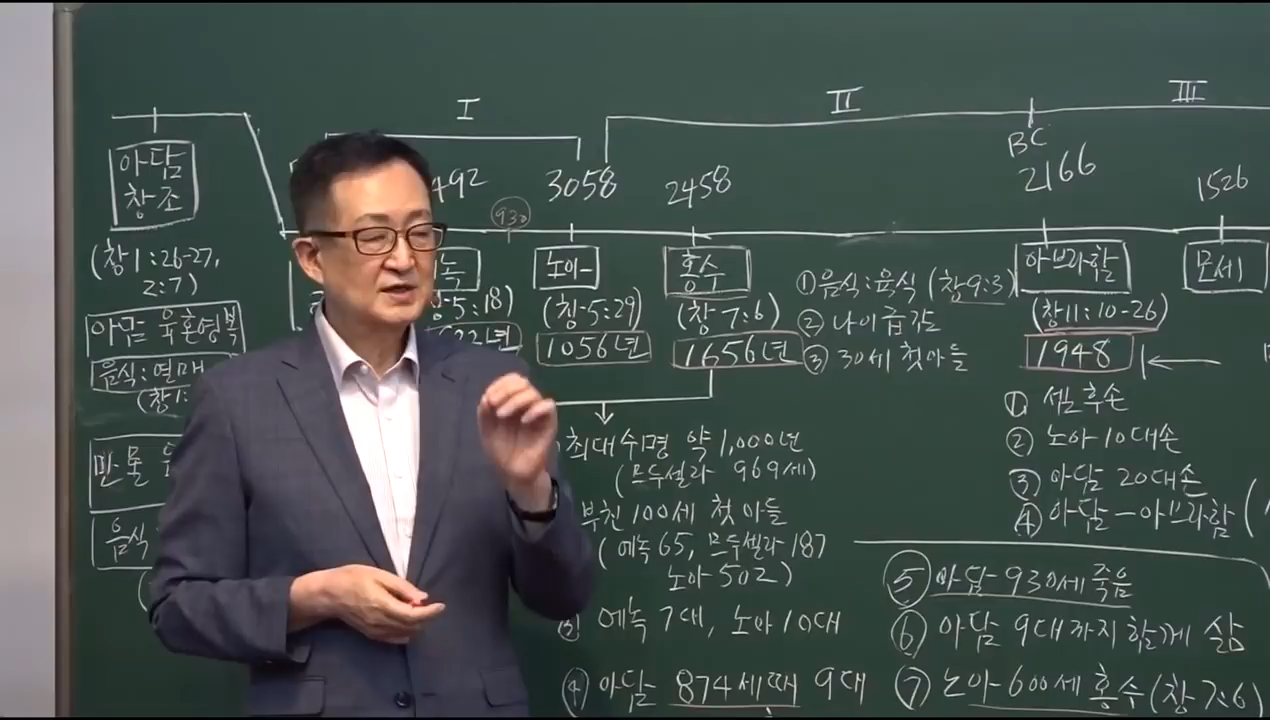 I
II
III
BC
492
3058
2458
2166
1526
930
아담
창조
(창1:26-27,
2:7)
음식:열매
(창1:
만물
음식
녹
5:18)
22년
노아
(창5:29)
1056년
홍수
(창7:6)
1656년
① 음식:육식 (창9:3)
② 나이급감
③ 30세 첫아들
아브라함
(창11:10-26)
1948
모세
① 셈 후손
② 노아 10대손
③ 아담 20대손
④ 아담-아브라함(
최대수명 약 1,000년
(므두셀라 969세)
부친 100세 첫아들
(에녹 65, 므두셀라 187
노아-502)
③ 에녹 7대, 노아 10대
④ 아담 874세때 9대
⑤ 아담-930세 죽음
⑥ 아담 9대까지 함께 삶
⑦ 노아-600세 홍수(창7:6)